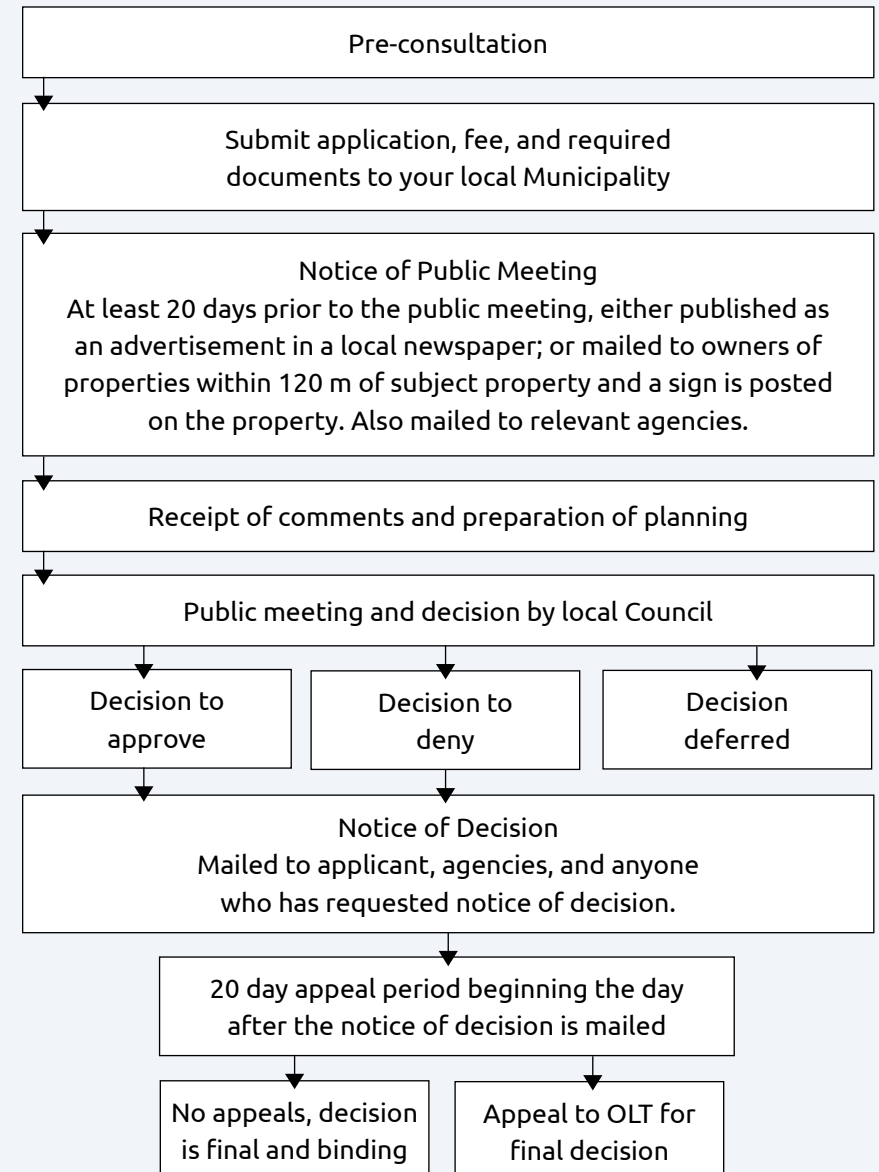 Pre-consultation
Submit application, fee, and required
documents to your local Municipality
Notice of Public Meeting
At least 20 days prior to the public meeting, either published as
an advertisement in a local newspaper; or mailed to owners of
properties within 120 m of subject property and a sign is posted
on the property. Also mailed to relevant agencies.
Receipt of comments and preparation of planning
Public meeting and decision by local Council
Decision to
approve
Decision to
deny
Decision
deferred
Notice of Decision
Mailed to applicant, agencies, and anyone
who has requested notice of decision.
20 day appeal period beginning the day
after the notice of decision is mailed
No appeals, decision
is final and binding
Appeal to OLT for
final decision